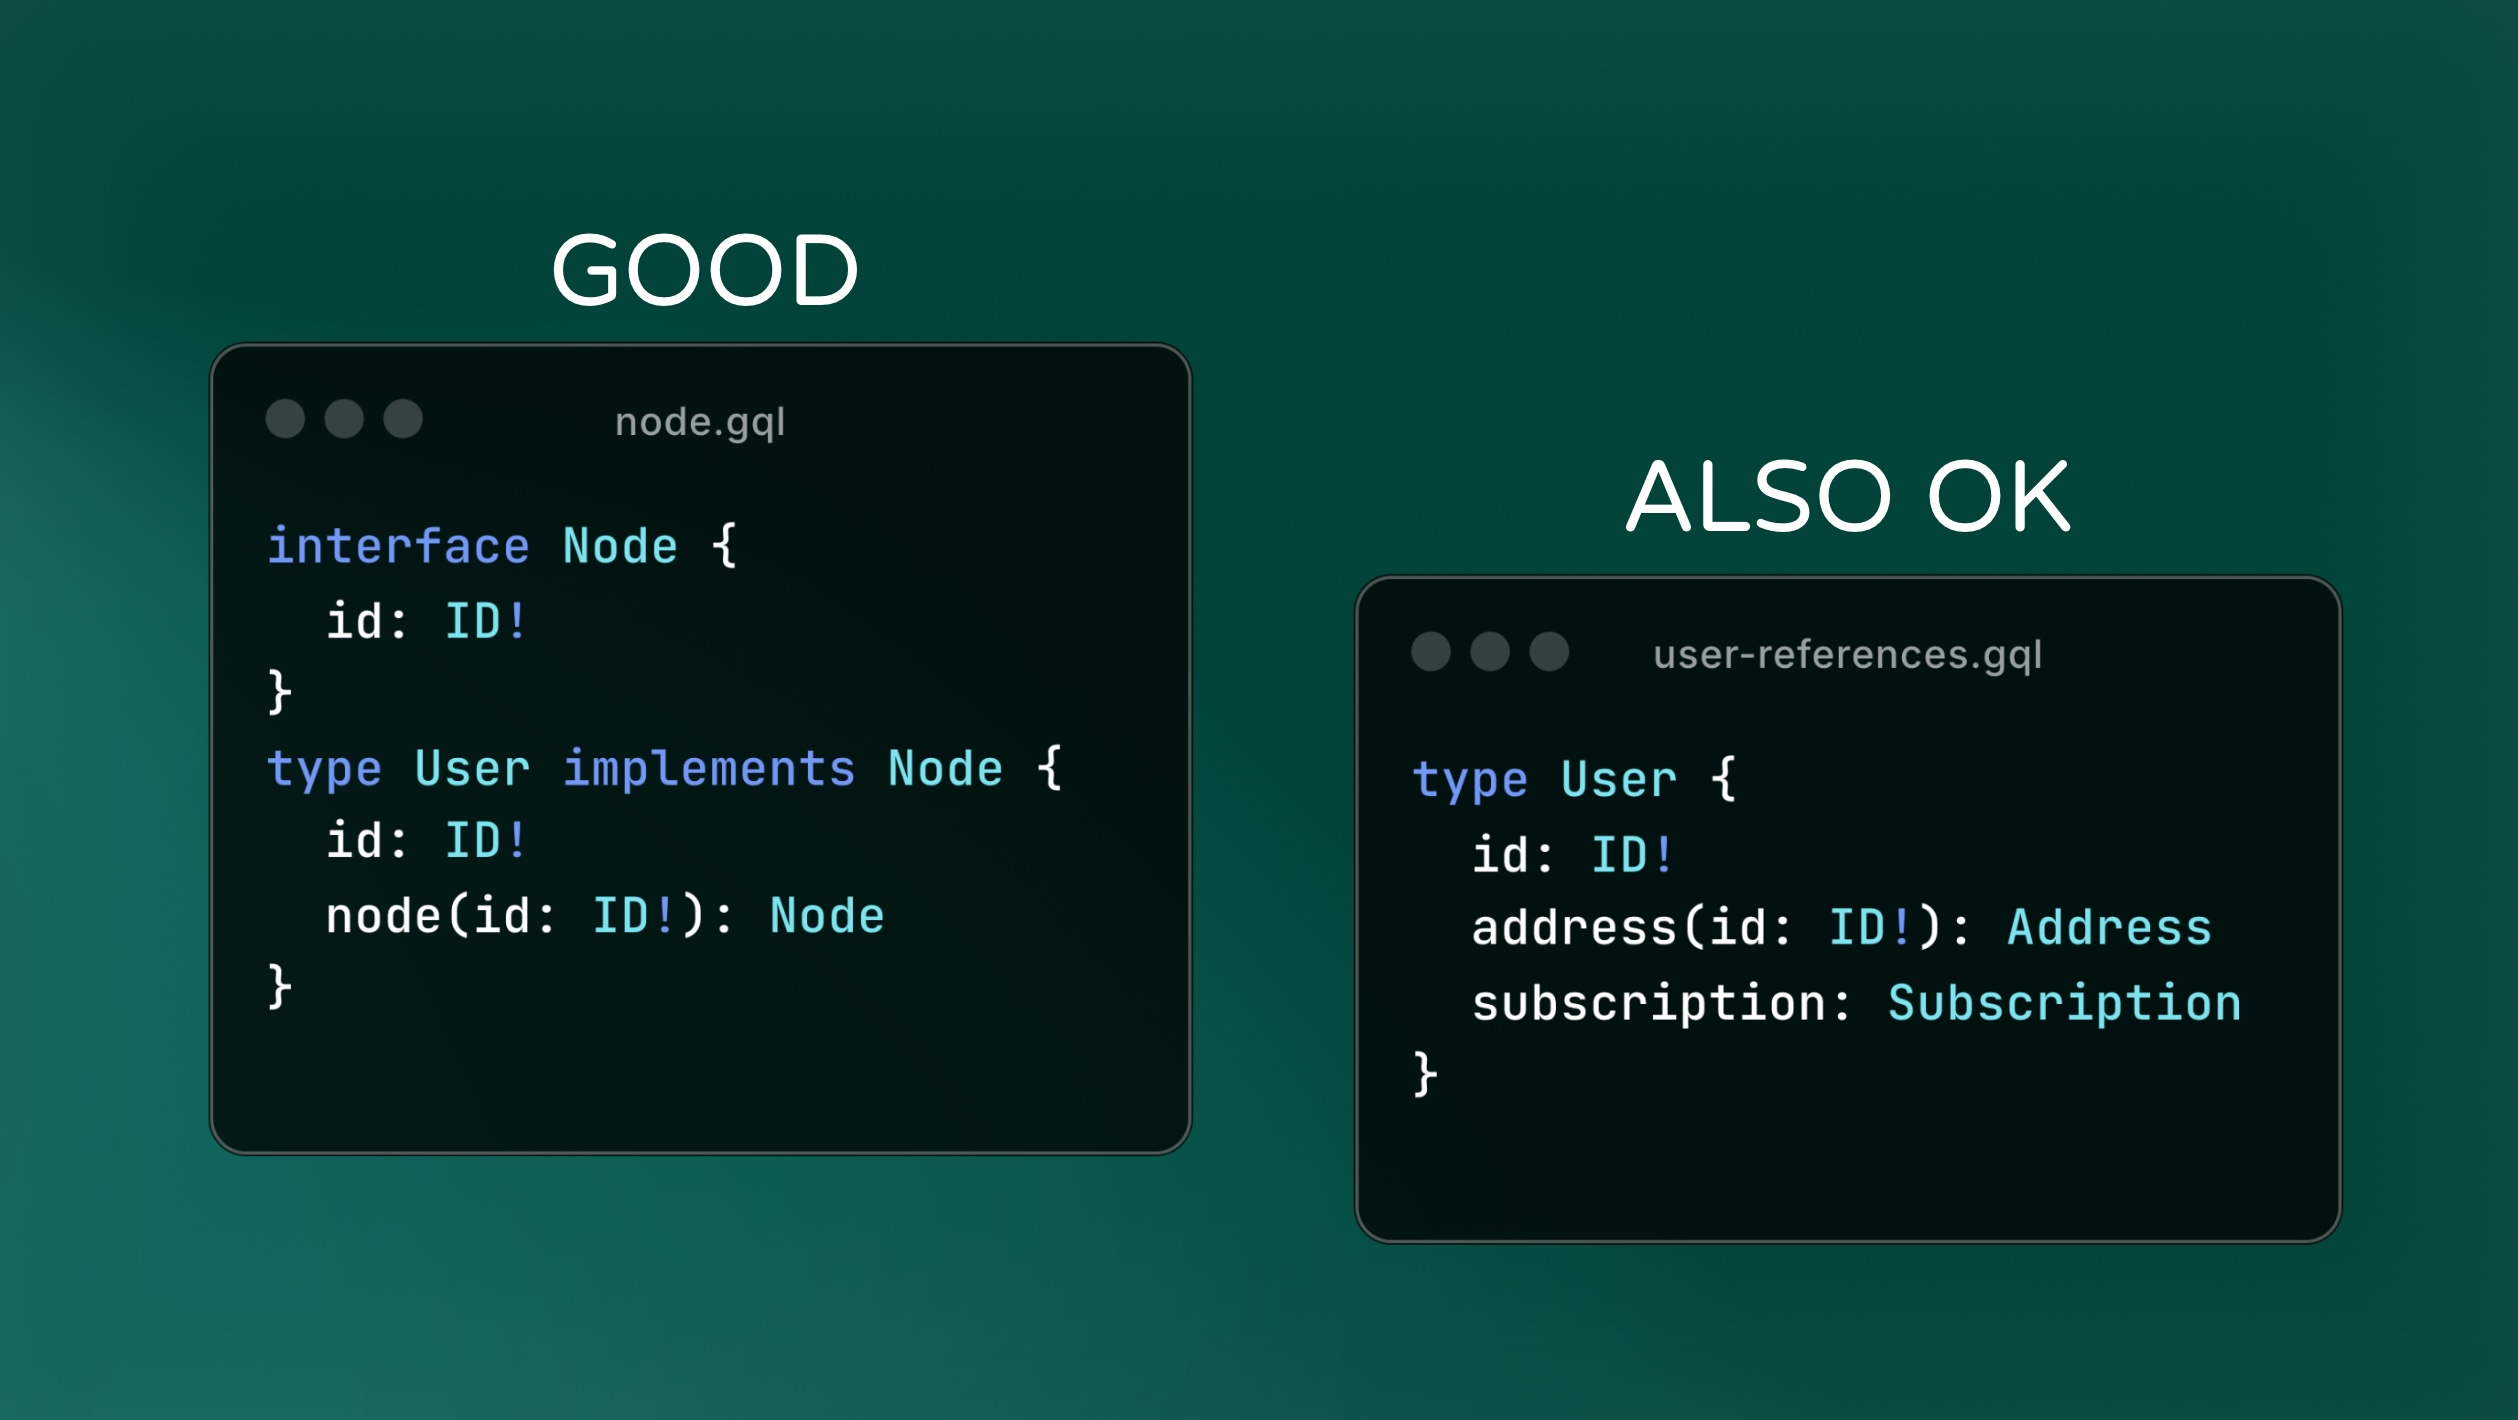 GOOD
node.gql
interface Node {
  id: ID!
}
type User implements Node {
  id: ID!
  node(id: ID!): Node
}
ALSO OK
user-references.gql
type User {
  id: ID!
  address(id: ID!): Address
  subscription: Subscription
}